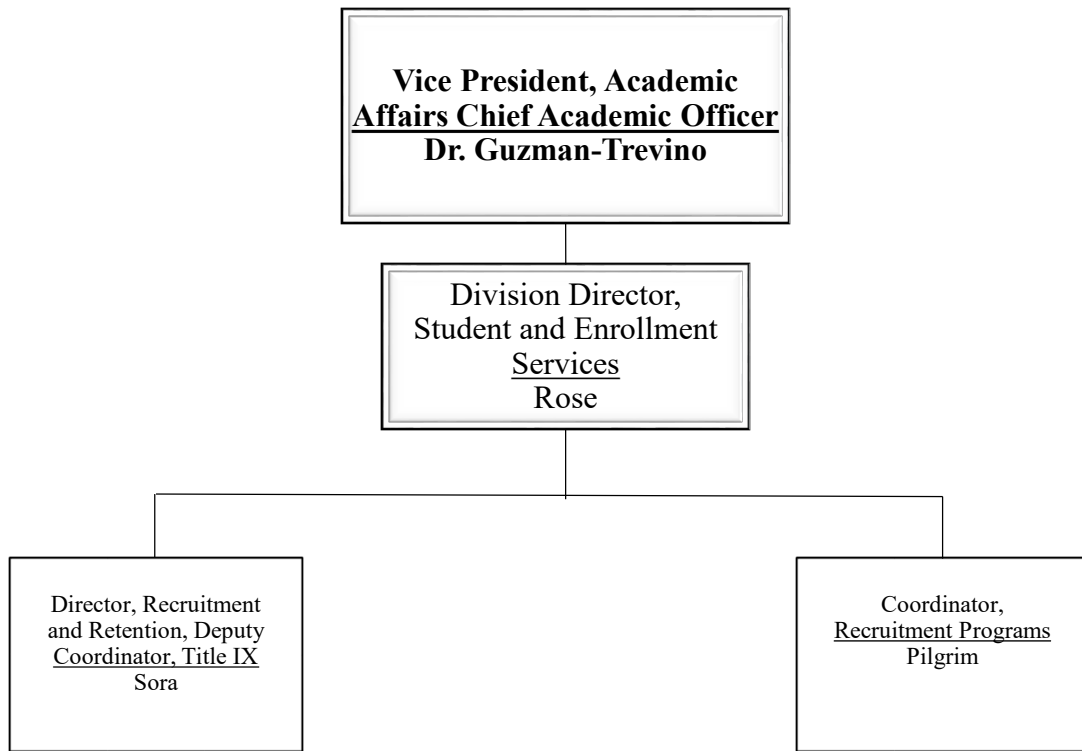 Vice President, Academic
Affairs Chief Academic Officer
Dr. Guzman-Trevino
Division Director,
Student and Enrollment
Services
Rose
Director, Recruitment
and Retention, Deputy
Coordinator, Title IX
Sora
Coordinator,
Recruitment Programs
Pilgrim